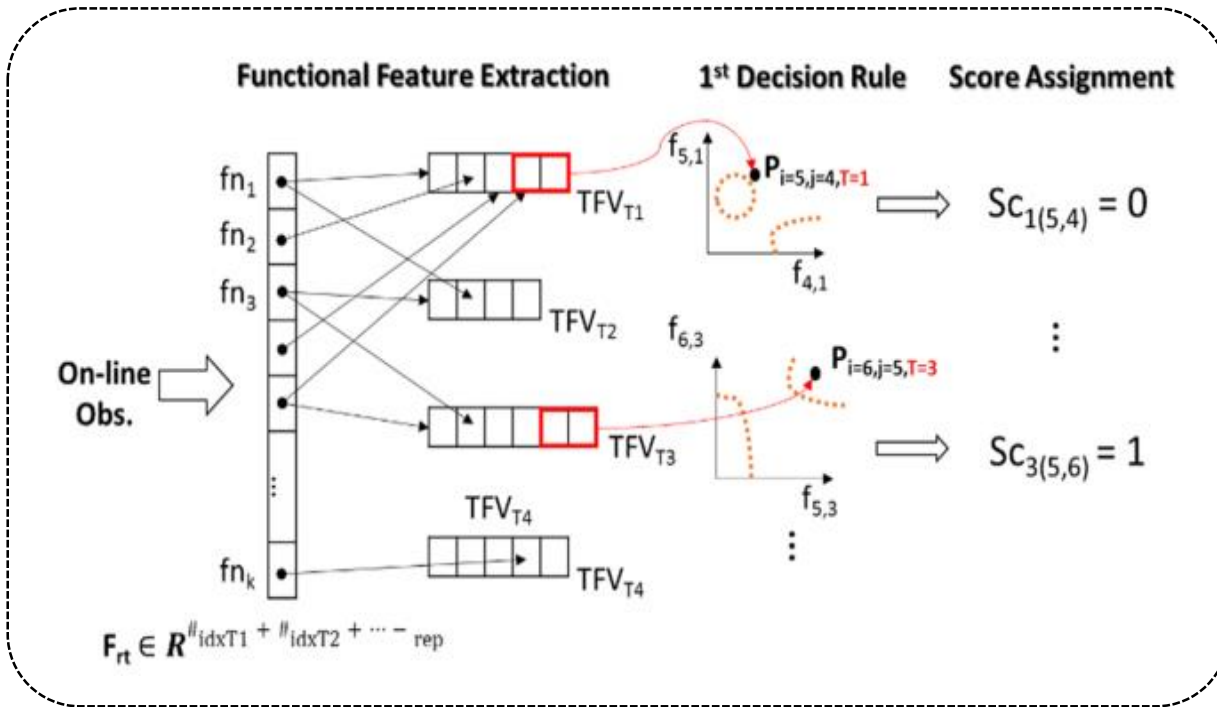 Functional Feature Extraction
1st Decision Rule
Score Assignment
fn1
fn2
fn3
...
fnk
On-line
Obs.
TFVT1
TFVT2
TFVT3
TFVT4
TFVT4
f5,1
Pi=5,j=4,T=1
f4,1
f6,3
Pi=6,j=5,T=3
f5,3
⋮
Sc1(5,4) = 0
⋮
Sc3(5,6) = 1
Frt ∈ R#idxT1 + #idxT2 + ⋯ − rep